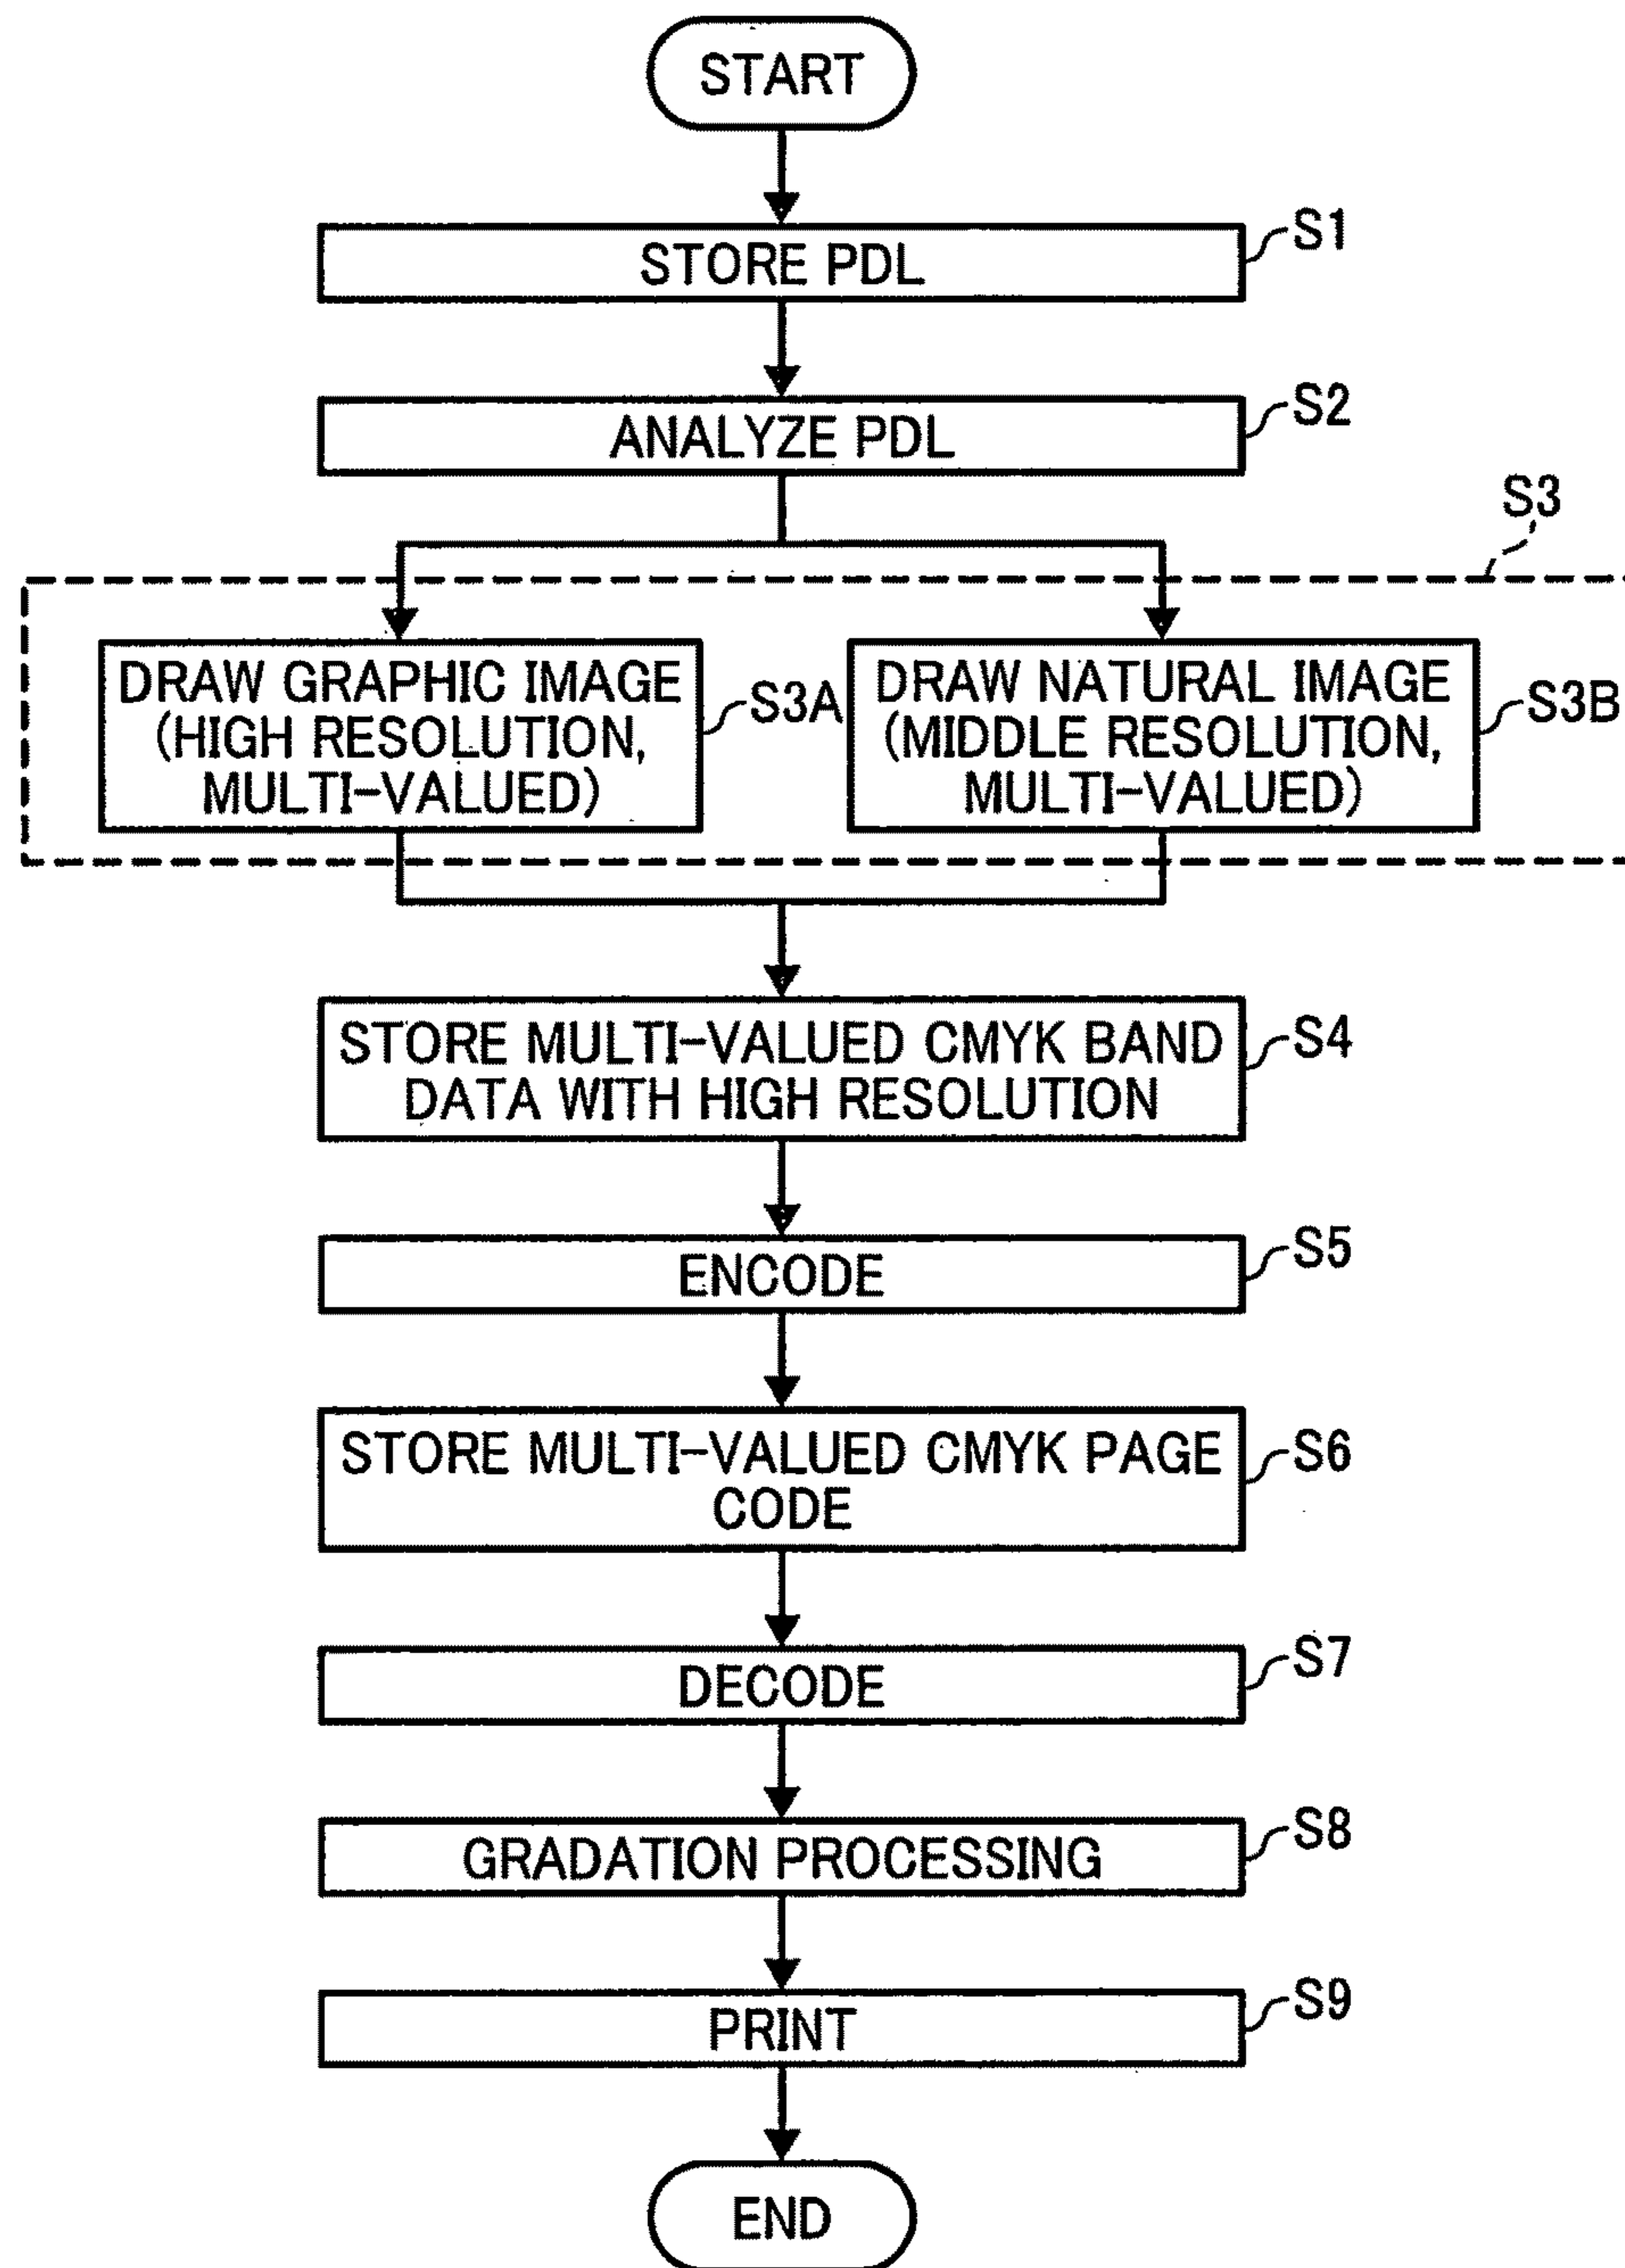 START
STORE PDL
S1
ANALYZE PDL
S2
S3
DRAW GRAPHIC IMAGE
(HIGH RESOLUTION,
MULTI-VALUED)
S3A
DRAW NATURAL IMAGE
(MIDDLE RESOLUTION,
MULTI-VALUED)
S3B
STORE MULTI-VALUED CMYK BAND
DATA WITH HIGH RESOLUTION
S4
ENCODE
S5
STORE MULTI-VALUED CMYK PAGE
CODE
S6
DECODE
S7
GRADATION PROCESSING
S8
PRINT
S9
END